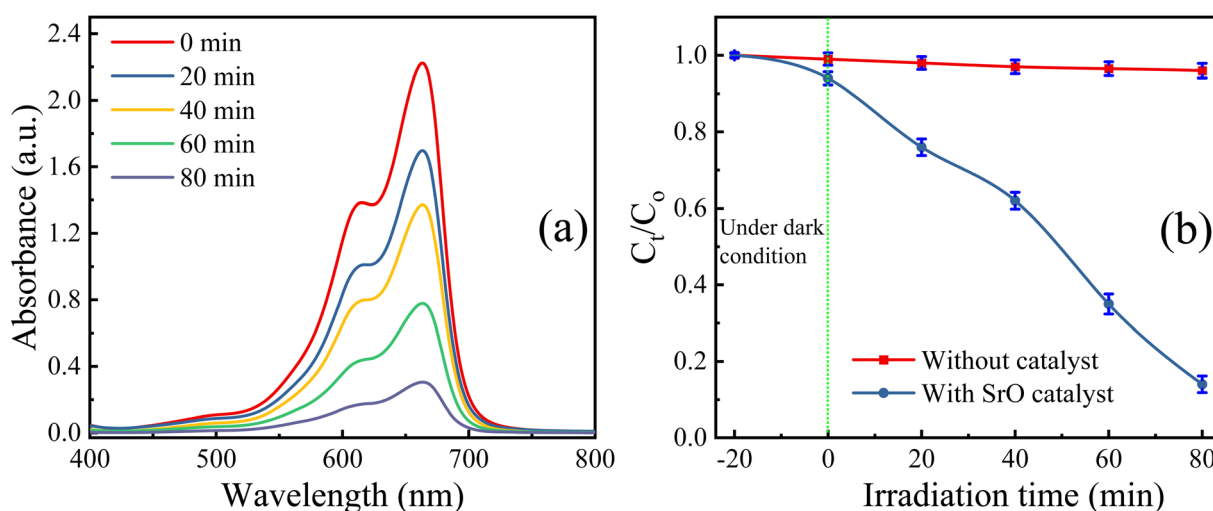 2.4
2.0
1.6
1.2
0.8
0.4
0.0
400
500
600
700
800
Absorbance (a.u.)
Wavelength (nm)
0 min
20 min
40 min
60 min
80 min
(a)
1.0
0.8
0.6
0.4
0.2
0.0
-20
0
20
40
60
80
Ct/Co
Irradiation time (min)
Under dark
condition
(b)
Without catalyst
With SrO catalyst